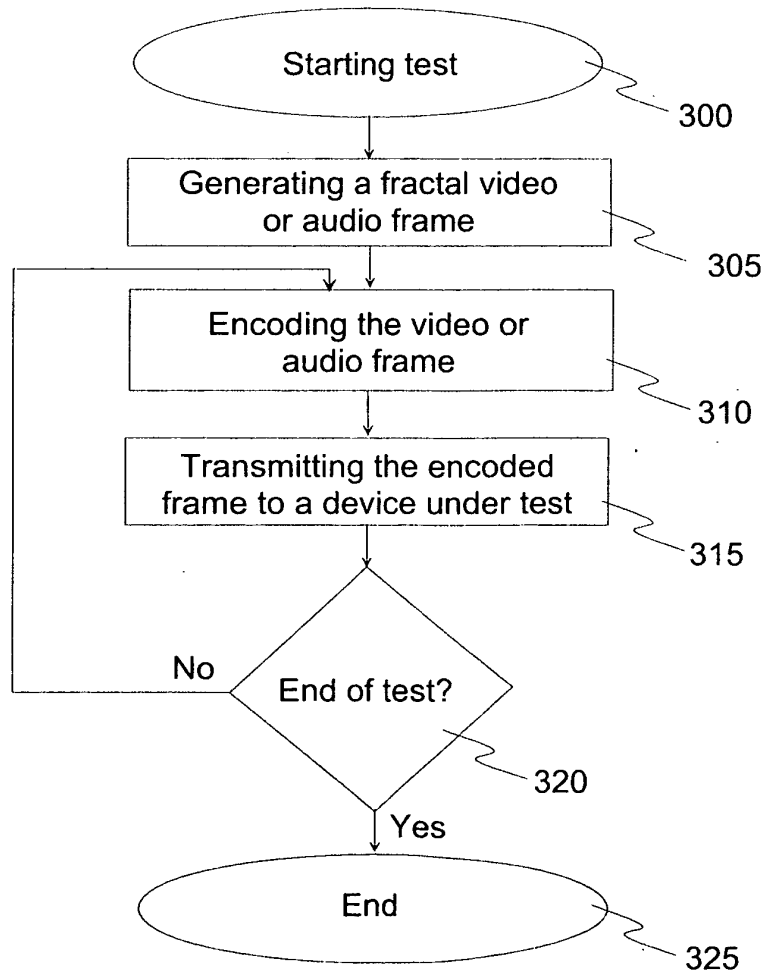 Starting test
300
Generating a fractal video
or audio frame
305
Encoding the video or
audio frame
310
Transmitting the encoded
frame to a device under test
315
No
End of test?
320
Yes
End
325